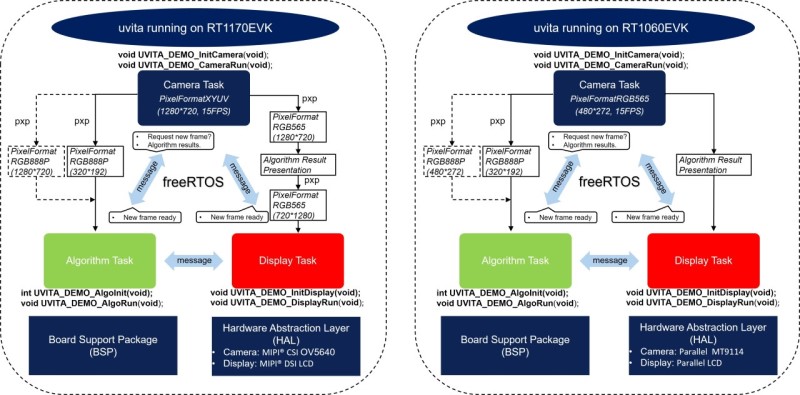 uvita running on RT1170EVK
void UVITA_DEMO_InitCamera(void);
void UVITA_DEMO_CameraRun(void);
Camera Task
PixelFormatXYUV
(1280*720, 15FPS)
pxp
pxp
pxp
PixelFormat
RGB888P
(1280*720)
PixelFormat
RGB888P
(320*192)
• Request new frame?
• Algorithm results.
PixelFormat
RGB565
(1280*720)
Algorithm Result
Presentation
pxp
PixelFormat
RGB565
(720*1280)
message
message
freeRTOS
• New frame ready
• New frame ready
Algorithm Task
message
Display Task
int UVITA_DEMO_AlgoInit(void);
void UVITA_DEMO_AlgoRun(void);
void UVITA_DEMO_InitDisplay(void);
void UVITA_DEMO_DisplayRun(void);
Board Support Package
(BSP)
Hardware Abstraction Layer
(HAL)
• Camera: MIPI® CSI OV5640
• Display: MIPI® DSI LCD
uvita running on RT1060EVK
void UVITA_DEMO_InitCamera(void);
void UVITA_DEMO_CameraRun(void);
Camera Task
PixelFormatRGB565
(480*272, 15FPS)
pxp
pxp
PixelFormat
RGB888P
(480*272)
PixelFormat
RGB888P
(320*192)
• Request new frame?
• Algorithm results.
Algorithm Result
Presentation
message
message
freeRTOS
• New frame ready
• New frame ready
Algorithm Task
message
Display Task
int UVITA_DEMO_AlgoInit(void);
void UVITA_DEMO_AlgoRun(void);
void UVITA_DEMO_InitDisplay(void);
void UVITA_DEMO_DisplayRun(void);
Board Support Package
(BSP)
Hardware Abstraction Layer
(HAL)
• Camera: Parallel MT9114
• Display: Parallel LCD